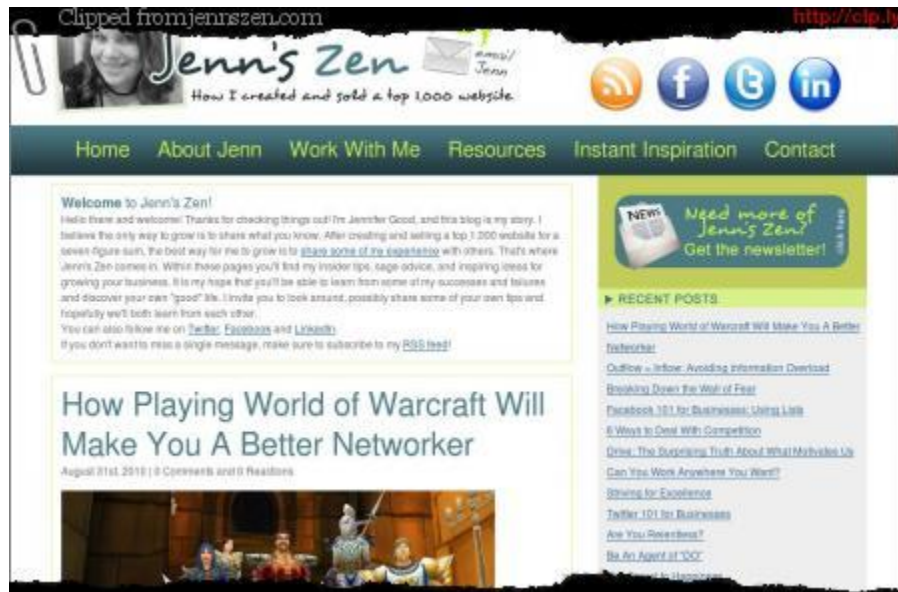 Clipped fromjennszen.com
http://clp.ly
Jenn's Zen
email
Jenn
How I created and sold a top 1,000 website
Home About Jenn Work With Me Resources Instant Inspiration Contact
Welcome to Jenn's Zen!
Hello there and welcome! Thanks for checking things out! I'm Jennifer Good, and this blog is my story. I
believe the only way to grow is to share what you know. After creating and selling a top 1,000 website for a
seven-figure sum, the best way for me to grow is to share some of my experience with others. That's where
Jenn's Zen comes in. Within these pages you'll find my insider tips, sage advice, and inspiring ideas for
growing your business. It is my hope that you'll be able to learn from some of my successes and failures
and discover your own "good" life. I invite you to look around, possibly share some of your own tips and
hopefully we'll both learn from each other.
You can also follow me on Twitter, Facebook and LinkedIn.
If you don't want to miss a single message, make sure to subscribe to my RSS feed!
How Playing World of Warcraft Will
Make You A Better Networker
August 31st, 2010 | 0 Comments and 0 Reactions
NEWS
Need more of
Jenn's Zen?
Get the newsletter!
click here
RECENT POSTS
How Playing World of Warcraft Will Make You A Better
Networker
Outflow = Inflow: Avoiding Information Overload
Breaking Down the Wall of Fear
Facebook 101 for Businesses: Using Lists
6 Ways to Deal With Competition
Drive: The Surprising Truth About What Motivates Us
Can You Work Anywhere You Want?
Striving for Excellence
Twitter 101 for Businesses
Are You Relentless?
Be An Agent of "DO"
to Happiness